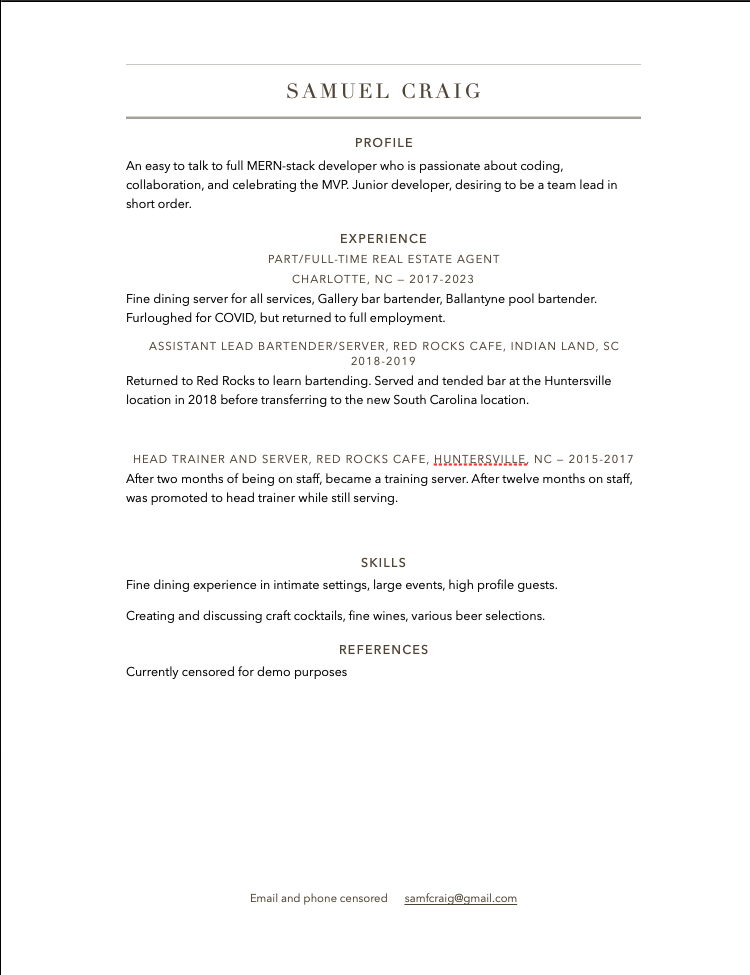 SAMUEL CRAIG
PROFILE
An easy to talk to full MERN-stack developer who is passionate about coding,
collaboration, and celebrating the MVP. Junior developer, desiring to be a team lead in
short order.
EXPERIENCE
PART/FULL-TIME REAL ESTATE AGENT
CHARLOTTE, NC – 2017-2023
Fine dining server for all services, Gallery bar bartender, Ballantyne pool bartender.
Furloughed for COVID, but returned to full employment.
ASSISTANT LEAD BARTENDER/SERVER, RED ROCKS CAFE, INDIAN LAND, SC
2018-2019
Returned to Red Rocks to learn bartending. Served and tended bar at the Huntersville
location in 2018 before transferring to the new South Carolina location.
HEAD TRAINER AND SERVER, RED ROCKS CAFE, HUNTERSVILLE, NC – 2015-2017
After two months of being on staff, became a training server. After twelve months on staff,
was promoted to head trainer while still serving.
SKILLS
Fine dining experience in intimate settings, large events, high profile guests.
Creating and discussing craft cocktails, fine wines, various beer selections.
REFERENCES
Currently censored for demo purposes
Email and phone censored samfcraig@gmail.com